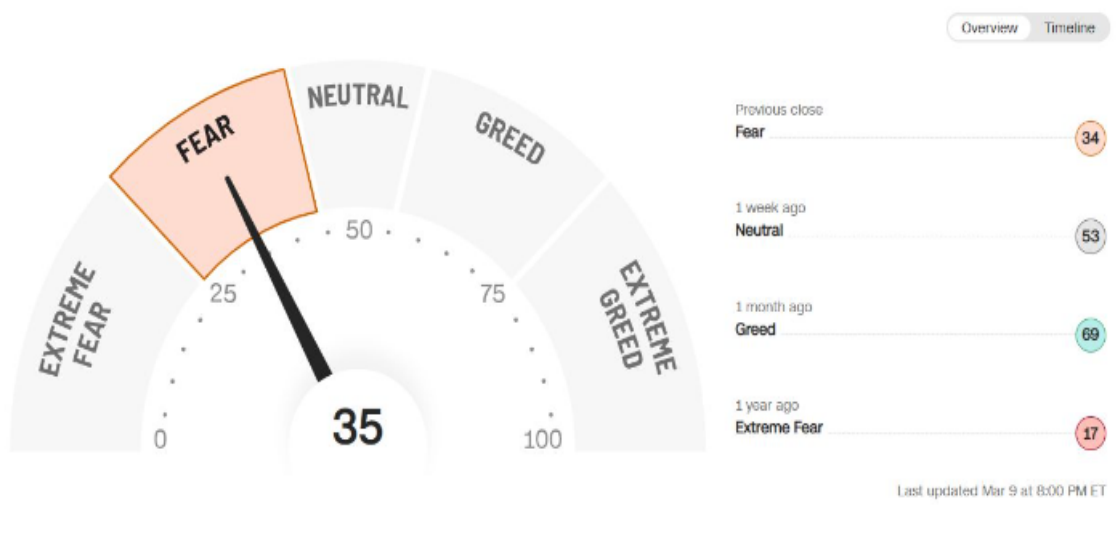 Overview Timeline
EXTREME
FEAR
FEAR
NEUTRAL
GREED
EXTREME
GREED
0
25
50
75
100
35
Previous close
Fear 34
1 week ago
Neutral 53
1 month ago
Greed 69
1 year ago
Extreme Fear 17
Last updated Mar 9 at 8:00 PM ET